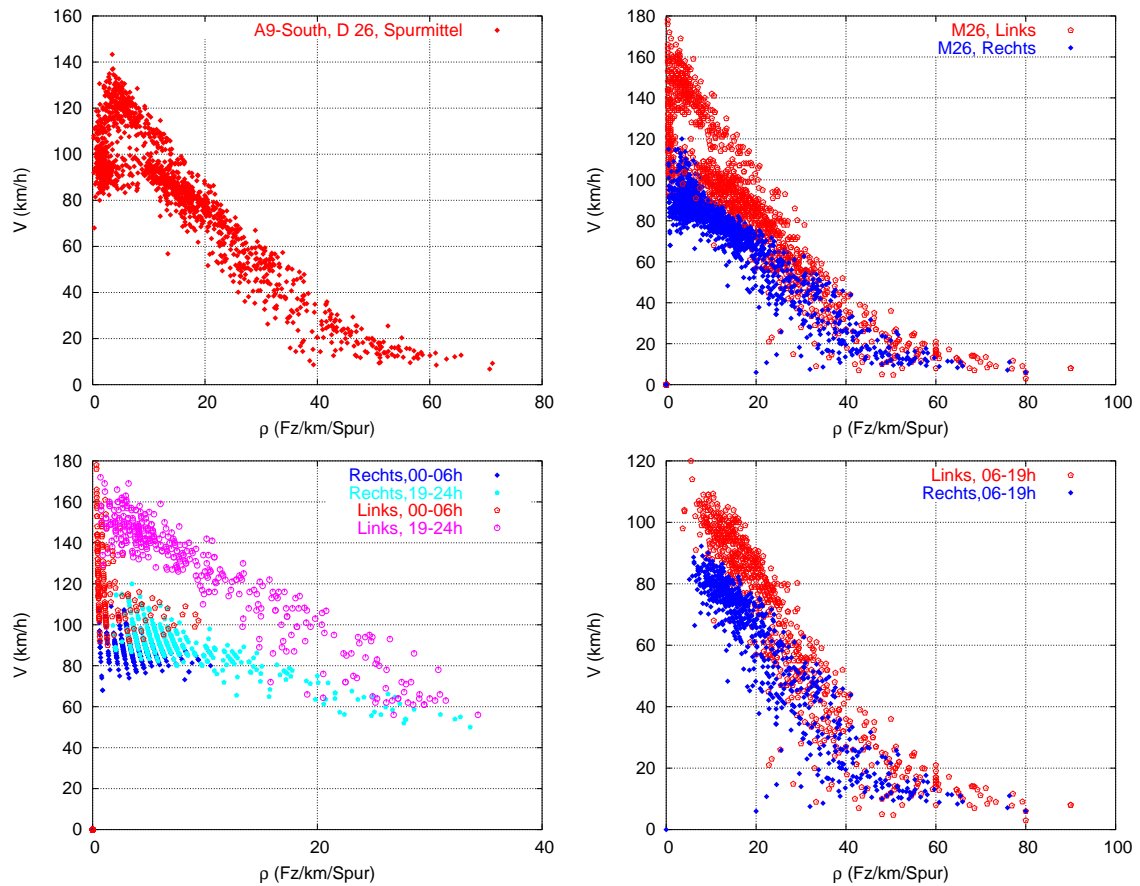 A9-South, D 26, Spurmittel
V (km/h)
160
140
120
100
80
60
40
20
0
0 20 40 60 80
ρ (Fz/km/Spur)
M26, Links
M26, Rechts
V (km/h)
180
160
140
120
100
80
60
40
20
0
0 20 40 60 80 100
ρ (Fz/km/Spur)
Rechts,00-06h
Rechts,19-24h
Links, 00-06h
Links, 19-24h
V (km/h)
180
160
140
120
100
80
60
40
20
0
0 20 40
ρ (Fz/km/Spur)
Links, 06-19h
Rechts,06-19h
V (km/h)
120
100
80
60
40
20
0
0 20 40 60 80 100
ρ (Fz/km/Spur)